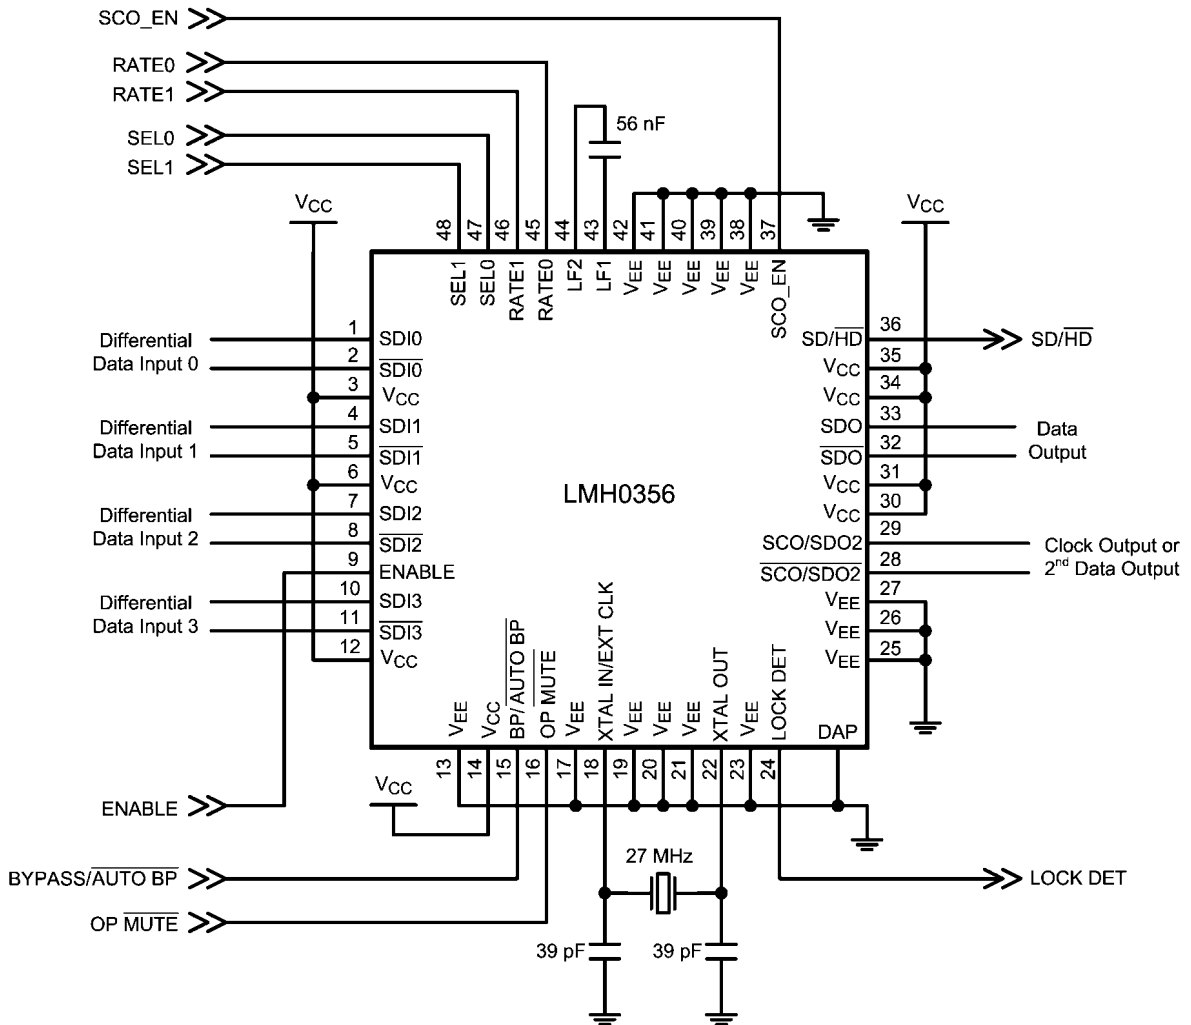 SCO_EN
RATE0
RATE1
SEL0
SEL1
56 nF
VCC
VCC
48
47
46
45
44
43
42
41
40
39
38
37
SEL1
SEL0
RATE1
RATE0
LF2
LF1
VEE
VEE
VEE
VEE
VEE
SCO_EN
Differential
Data Input 0
Differential
Data Input 1
Differential
Data Input 2
Differential
Data Input 3
1 SDI0
2 SDI0
3 VCC
4 SDI1
5 SDI1
6 VCC
7 SDI2
8 SDI2
9 ENABLE
10 SDI3
11 SDI3
12 VCC
LMH0356
SD/HD 36
VCC 35
VCC 34
SDO 33
SDO 32
VCC 31
VCC 30
SCO/SDO2 29
SCO/SDO2 28
VEE 27
VEE 26
VEE 25
SD/HD
Data
Output
Clock Output or
2nd Data Output
VEE
VCC
BP/AUTO BP
OP MUTE
VEE
XTAL IN/EXT CLK
VEE
VEE
VEE
XTAL OUT
VEE
LOCK DET
DAP
13
14
15
16
17
18
19
20
21
22
23
24
VCC
ENABLE
27 MHz
BYPASS/AUTO BP
LOCK DET
OP MUTE
39 pF
39 pF